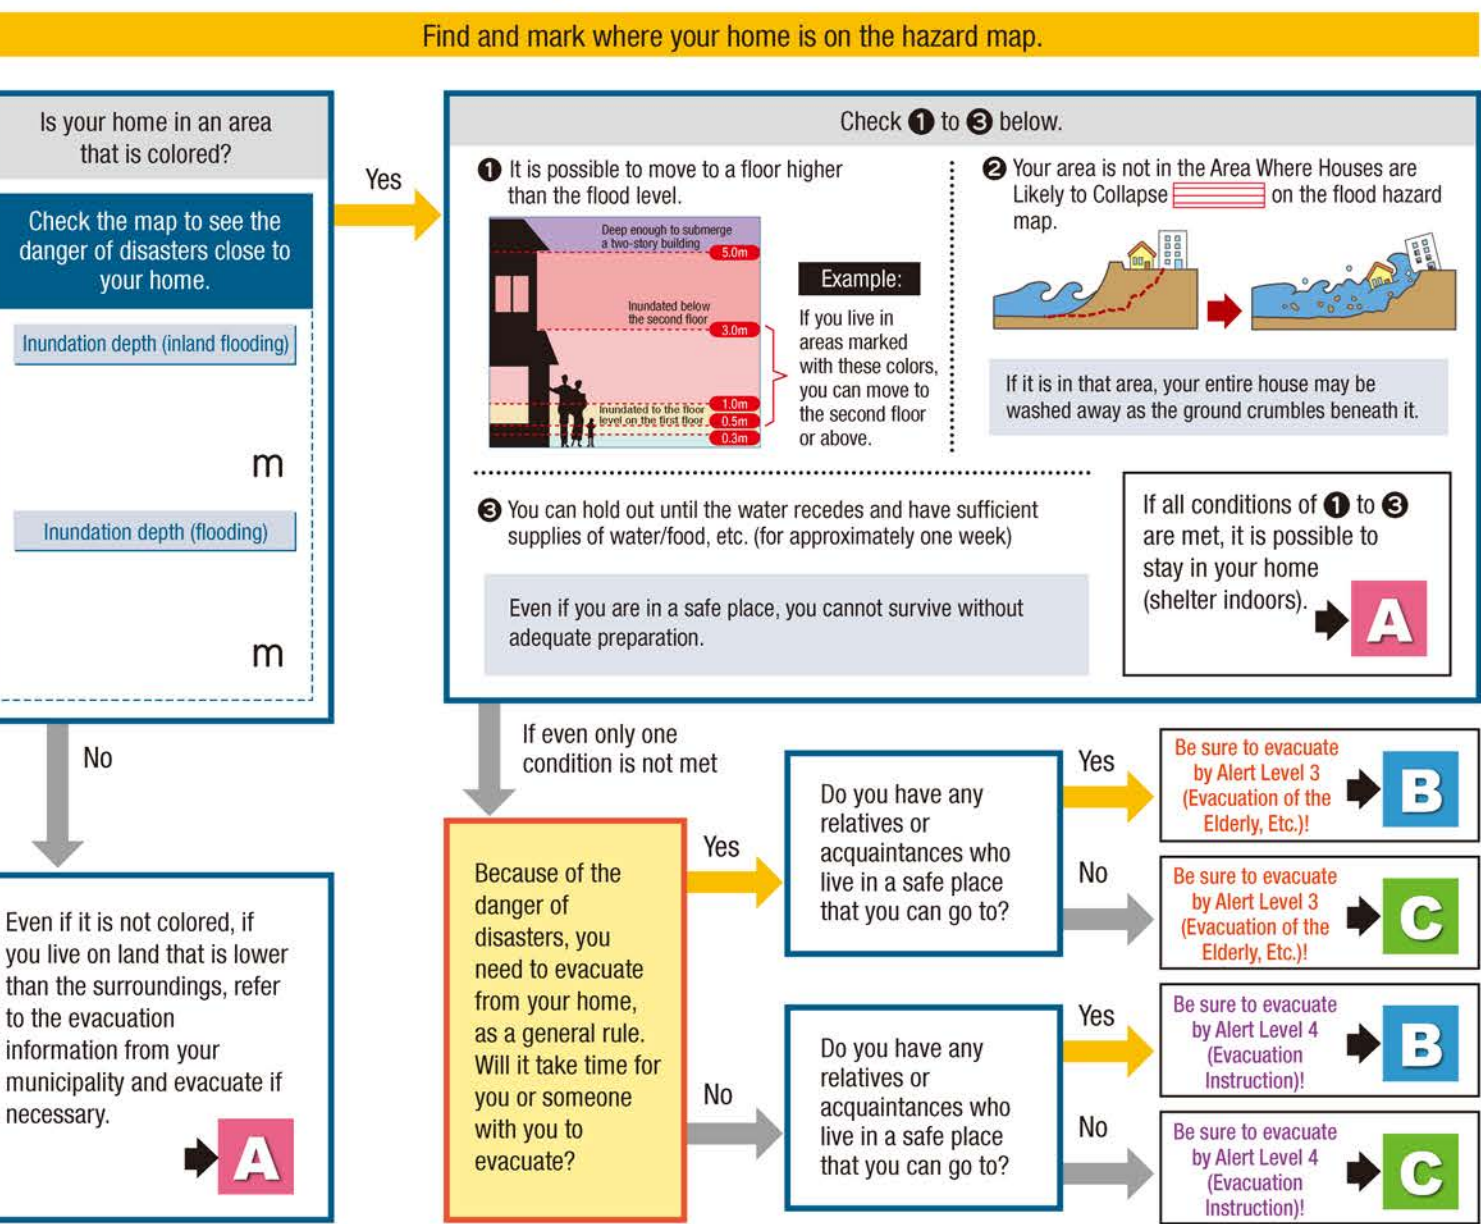 Find and mark where your home is on the hazard map.
Is your home in an area
that is colored?
Check the map to see the
danger of disasters close to
your home.
Inundation depth (inland flooding)
m
Inundation depth (flooding)
m
Yes
No
Even if it is not colored, if
you live on land that is lower
than the surroundings, refer
to the evacuation
information from your
municipality and evacuate if
necessary.
A
Check ❶ to ❸ below.
❶ It is possible to move to a floor higher
than the flood level.
Deep enough to submerge
a two-story building
5.0m
Inundated below
the second floor
3.0m
1.0m
Inundated to the floor
level on the first floor
0.5m
0.3m
Example:
If you live in
areas marked
with these colors,
you can move to
the second floor
or above.
❷ Your area is not in the Area Where Houses are
Likely to Collapse on the flood hazard
map.
If it is in that area, your entire house may be
washed away as the ground crumbles beneath it.
❸ You can hold out until the water recedes and have sufficient
supplies of water/food, etc. (for approximately one week)
Even if you are in a safe place, you cannot survive without
adequate preparation.
If all conditions of ❶ to ❸
are met, it is possible to
stay in your home
(shelter indoors).
A
If even only one
condition is not met
Because of the
danger of
disasters, you
need to evacuate
from your home,
as a general rule.
Will it take time for
you or someone
with you to
evacuate?
Yes
Do you have any
relatives or
acquaintances who
live in a safe place
that you can go to?
Yes
Be sure to evacuate
by Alert Level 3
(Evacuation of the
Elderly, Etc.)!
B
No
Be sure to evacuate
by Alert Level 3
(Evacuation of the
Elderly, Etc.)!
C
No
Do you have any
relatives or
acquaintances who
live in a safe place
that you can go to?
Yes
Be sure to evacuate
by Alert Level 4
(Evacuation
Instruction)!
B
No
Be sure to evacuate
by Alert Level 4
(Evacuation
Instruction)!
C